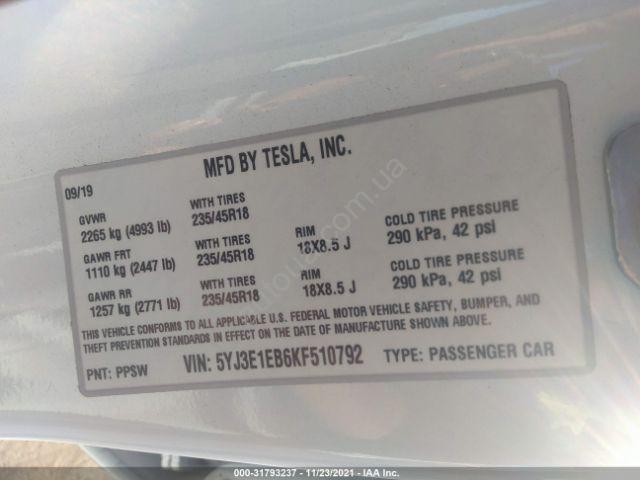 MFD BY TESLA, INC.
09/19
GVWR WITH TIRES
2265 kg (4993 lb) 235/45R18
GAWR FRT WITH TIRES RIM COLD TIRE PRESSURE
1110 kg (2447 lb) 235/45R18 18X8.5 J 290 kPa, 42 psi
GAWR RR WITH TIRES RIM COLD TIRE PRESSURE
1257 kg (2771 lb) 235/45R18 18X8.5 J 290 kPa, 42 psi
THIS VEHICLE CONFORMS TO ALL APPLICABLE U.S. FEDERAL MOTOR VEHICLE SAFETY, BUMPER, AND
THEFT PREVENTION STANDARDS IN EFFECT ON THE DATE OF MANUFACTURE SHOWN ABOVE.
PNT: PPSW VIN: 5YJ3E1EB6KF510792 TYPE: PASSENGER CAR
000-31793237 - 11/23/2021 - IAA Inc.